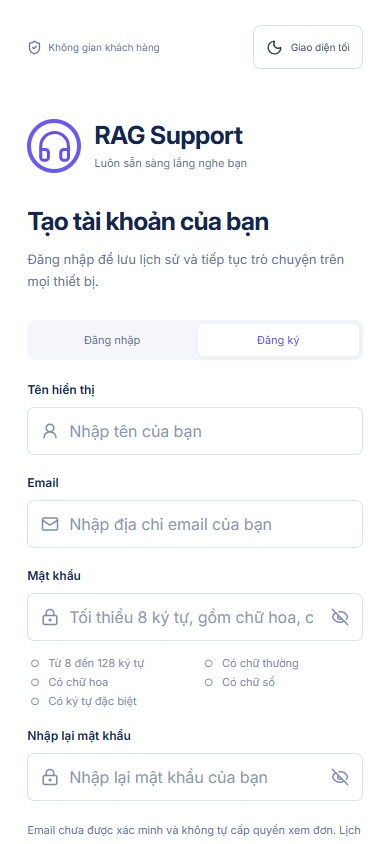 Không gian khách hàng
Giao diện tối
RAG Support
Luôn sẵn sàng lắng nghe bạn
Tạo tài khoản của bạn
Đăng nhập để lưu lịch sử và tiếp tục trò chuyện trên
mọi thiết bị.
Đăng nhập
Đăng ký
Tên hiển thị
Nhập tên của bạn
Email
Nhập địa chỉ email của bạn
Mật khẩu
Tối thiểu 8 ký tự, gồm chữ hoa, c
Từ 8 đến 128 ký tự
Có chữ thường
Có chữ hoa
Có chữ số
Có ký tự đặc biệt
Nhập lại mật khẩu
Nhập lại mật khẩu của bạn
Email chưa được xác minh và không tự cấp quyền xem đơn. Lịch